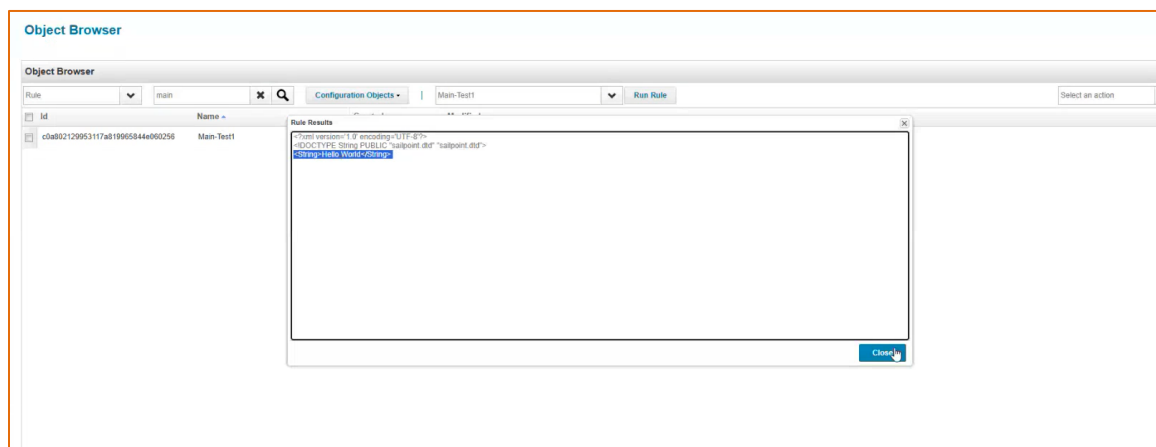 Object Browser
Object Browser
Rule main Configuration Objects | Main-Test1 Run Rule Select an action
Id Name
Rule Results
c0a802129953117a819965844e060256 Main-Test1
<?xml version='1.0' encoding='UTF-8'?>
<!DOCTYPE String PUBLIC "sailpoint.dtd" "sailpoint.dtd">
<String>Hello World</String>
Close